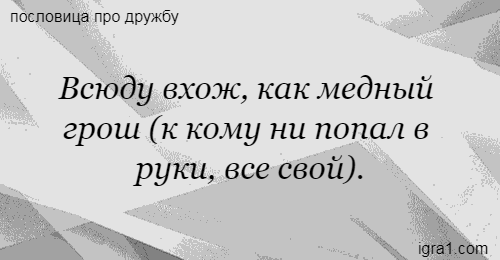 пословица про дружбу
Всюду вхож, как медный
грош (к кому ни попал в
руки, все свой).
igra1.com